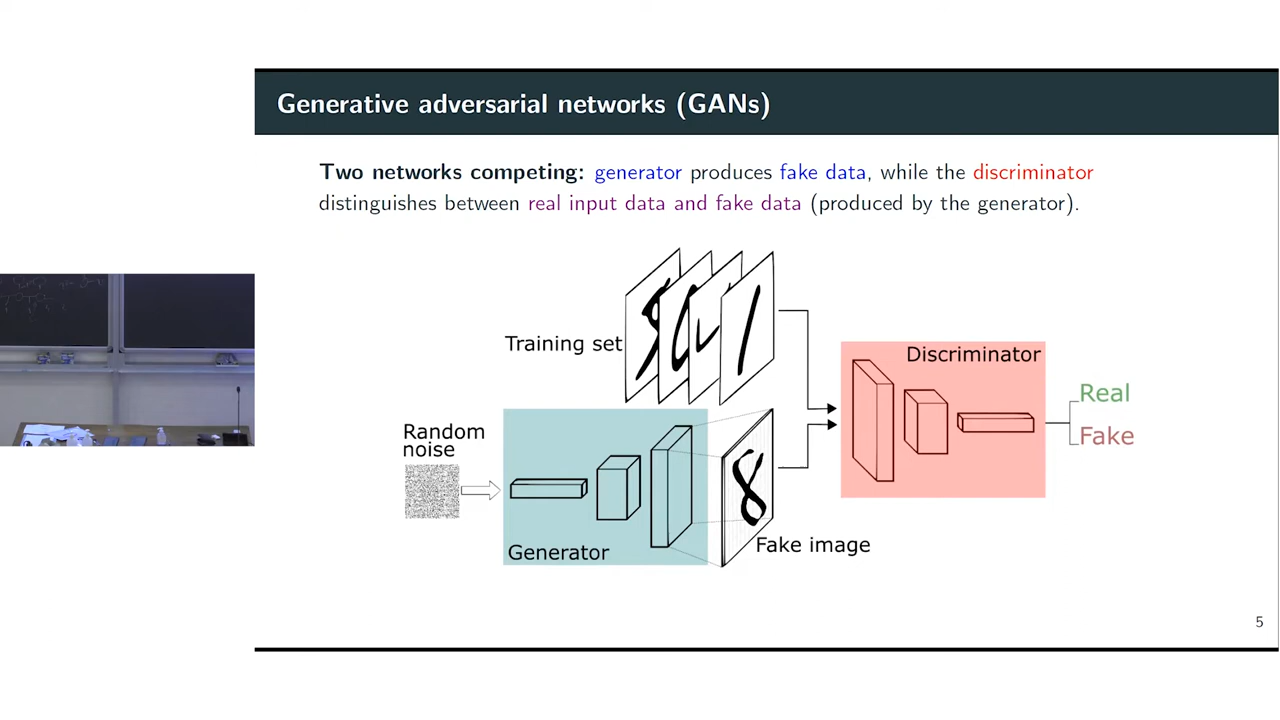 Generative adversarial networks (GANs)
Two networks competing: generator produces fake data, while the discriminator
distinguishes between real input data and fake data (produced by the generator).
Training set
Discriminator
Real
Fake
Random
noise
Generator
8
Fake image
5